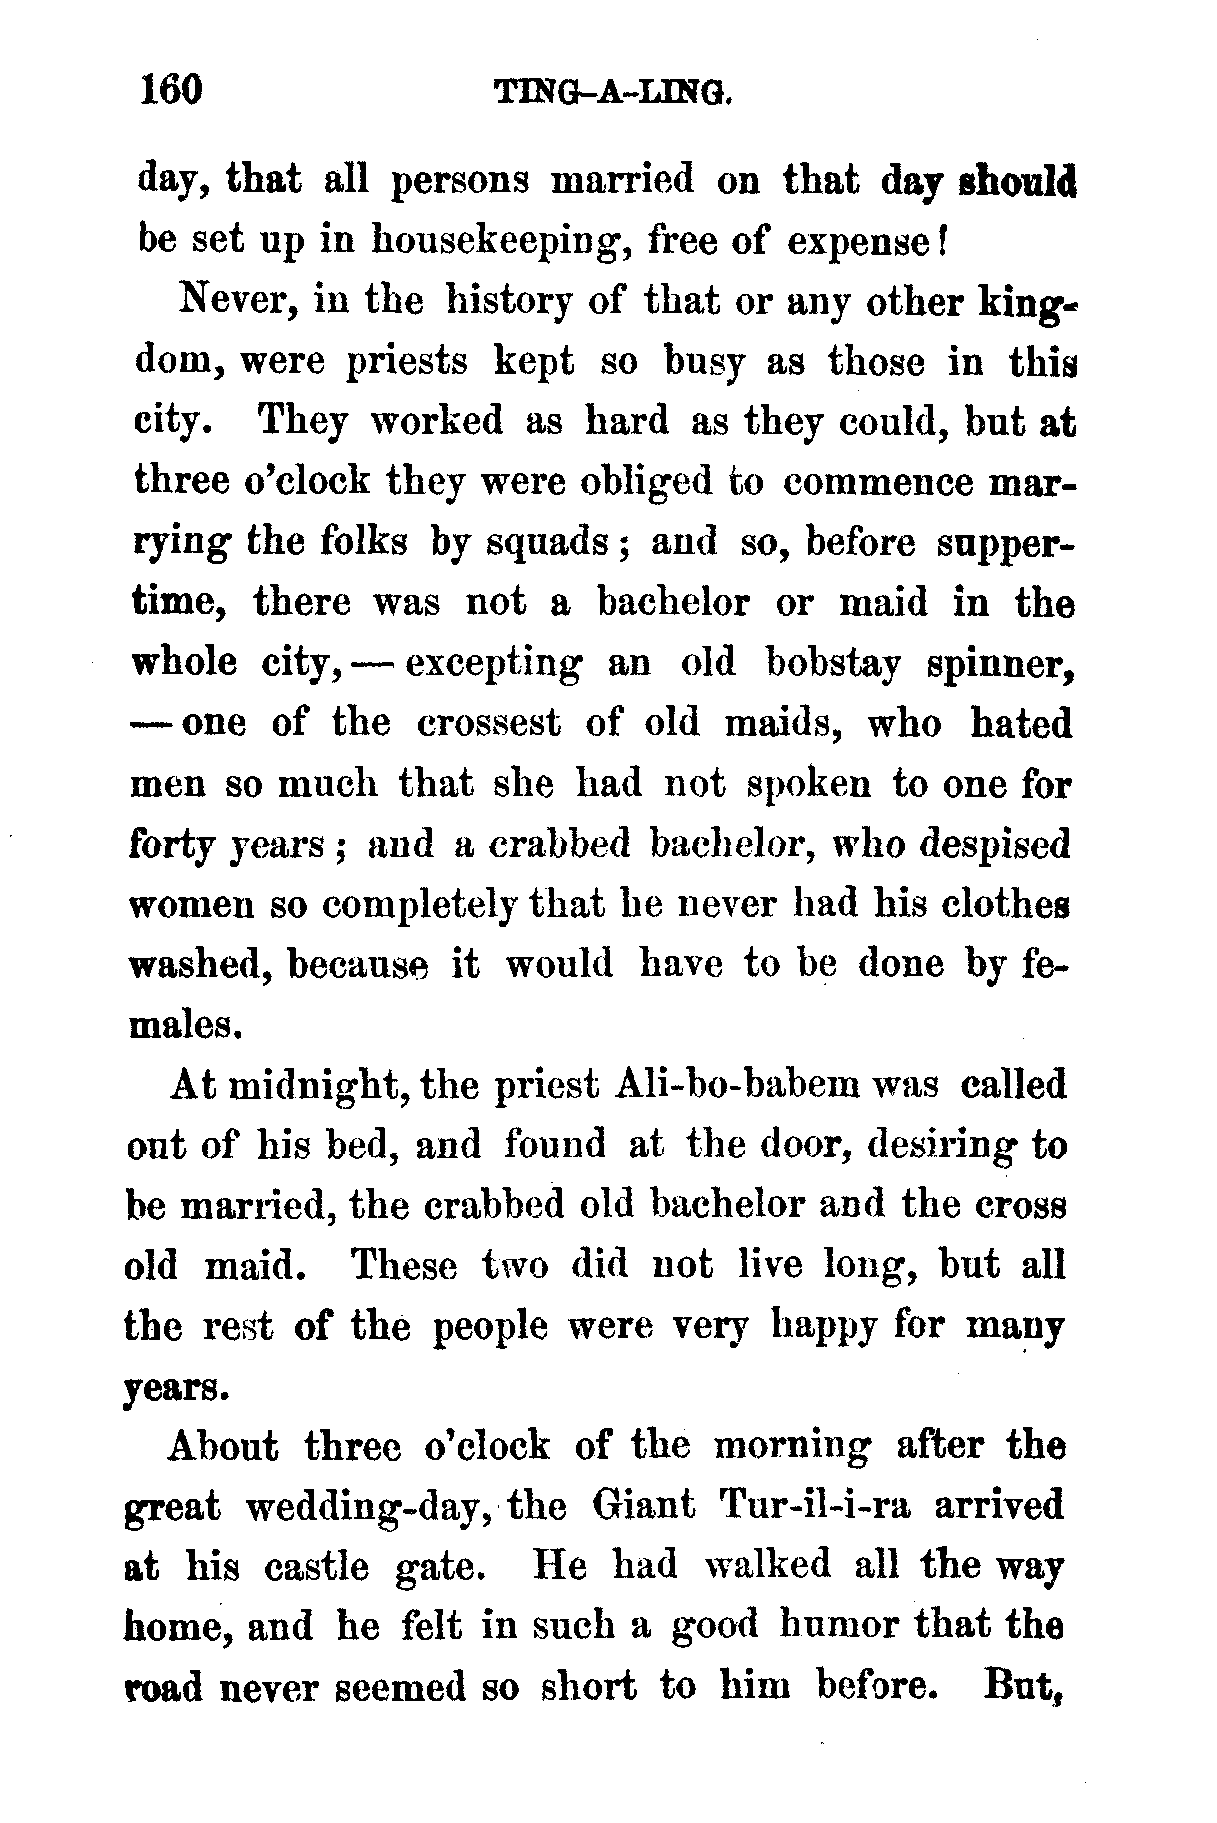 160 TING-A-LING.
day, that all persons married on that day should
be set up in housekeeping, free of expense!
Never, in the history of that or any other king-
dom, were priests kept so busy as those in this
city. They worked as hard as they could, but at
three o'clock they were obliged to commence mar-
rying the folks by squads; and so, before supper-
time, there was not a bachelor or maid in the
whole city, — excepting an old bobstay spinner,
— one of the crossest of old maids, who hated
men so much that she had not spoken to one for
forty years; and a crabbed bachelor, who despised
women so completely that he never had his clothes
washed, because it would have to be done by fe-
males.
At midnight, the priest Ali-bo-babem was called
out of his bed, and found at the door, desiring to
be married, the crabbed old bachelor and the cross
old maid. These two did not live long, but all
the rest of the people were very happy for many
years.
About three o'clock of the morning after the
great wedding-day, the Giant Tur-il-i-ra arrived
at his castle gate. He had walked all the way
home, and he felt in such a good humor that the
road never seemed so short to him before. But,